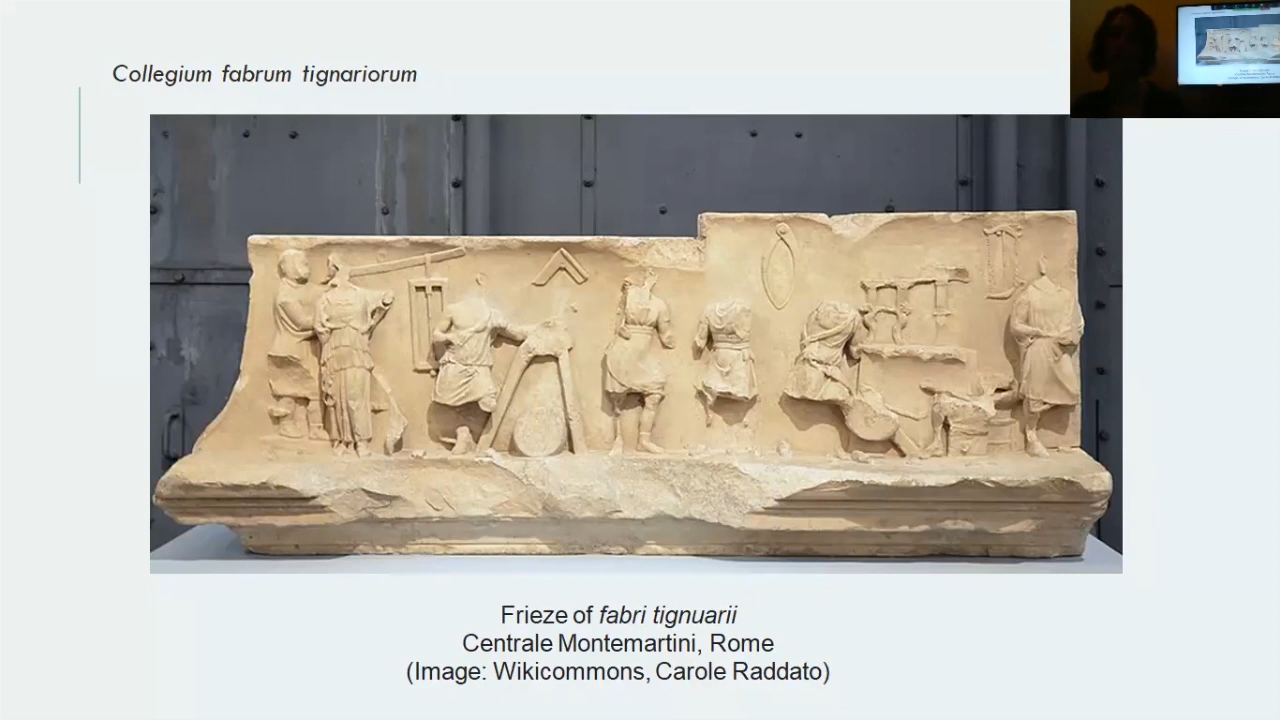 Collegium fabrum tignariorum
Frieze of fabri tignuarii
Centrale Montemartini, Rome
(Image: Wikicommons, Carole Raddato)